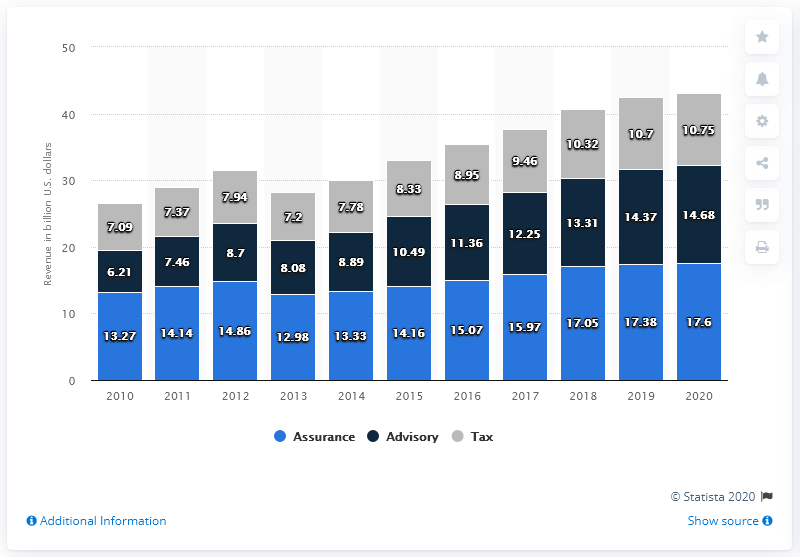 50
40
30
20
10
0
Revenue in billion U.S. dollars
7.09 7.37 7.94 7.2 7.78 8.33 8.95 9.46 10.32 10.7 10.75
6.21 7.46 8.7 8.08 8.89 10.49 11.36 12.25 13.31 14.37 14.68
13.27 14.14 14.86 12.98 13.33 14.16 15.07 15.97 17.05 17.38 17.6
2010 2011 2012 2013 2014 2015 2016 2017 2018 2019 2020
Assurance Advisory Tax
© Statista 2020
Additional Information Show source